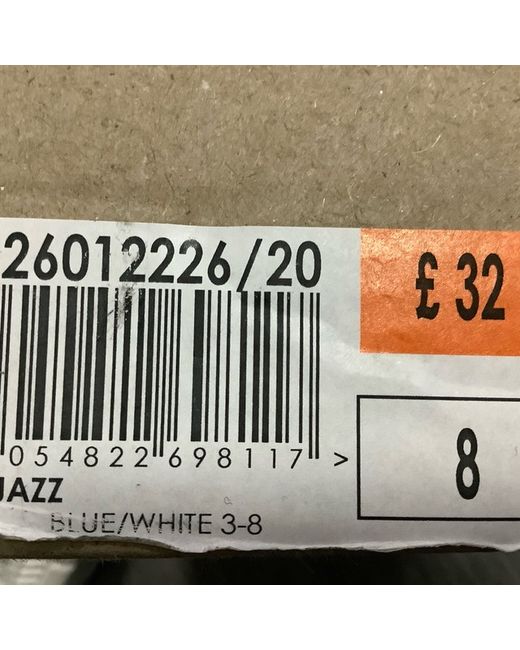 26012226/20
£ 32
054822 698117 >
8
JAZZ
BLUE/WHITE 3-8